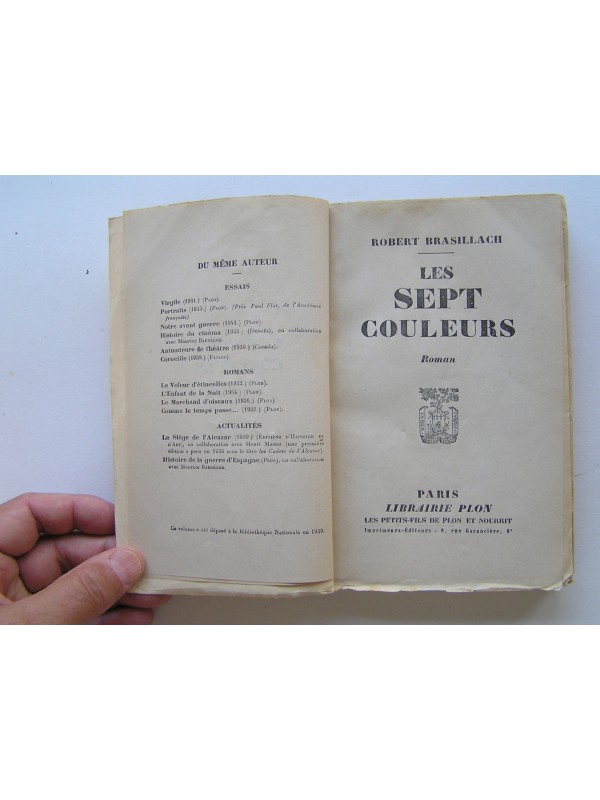 DU MÊME AUTEUR
ESSAIS
Virgile (1931.) (PLON).
Portraits (1935.) (PLON) (Prix Paul Flat, de l'Académie
française).
Notre avant guerre (1941.) (PLON).
Histoire du cinéma (1935.) (Denoël), en collaboration
avec Maurice BARDÈCHE.
Animateurs de théâtre (1936.) (Corrêa).
Corneille (1938.) (FAYARD)
ROMANS
Le Voleur d'étincelles (1932.) (PLON).
L'Enfant de la Nuit (1934.) (PLON).
Le Marchand d'oiseaux (1936.) (PLON).
Comme le temps passe... (1937.) (PLON).
ACTUALITÉS
Le Siège de l'Alcazar (1939.) (
en collaboration avec Henri MASSIS (une première
édition a paru en 1936 sous le titre les Cadets de l'Alcazar).
Histoire de la guerre d'Espagne (PLON), en collaboration
avec Maurice BARDÈCHE.
Ce volume a été déposé à la Bibliothèque Nationale en 1939.
ROBERT BRASILLACH
LES
SEPT
COULEURS
Roman
PARIS
LIBRAIRIE PLON
LES PETITS-FILS DE PLON ET NOURRIT
Imprimeurs-Éditeurs - 8, rue Garancière, 6e